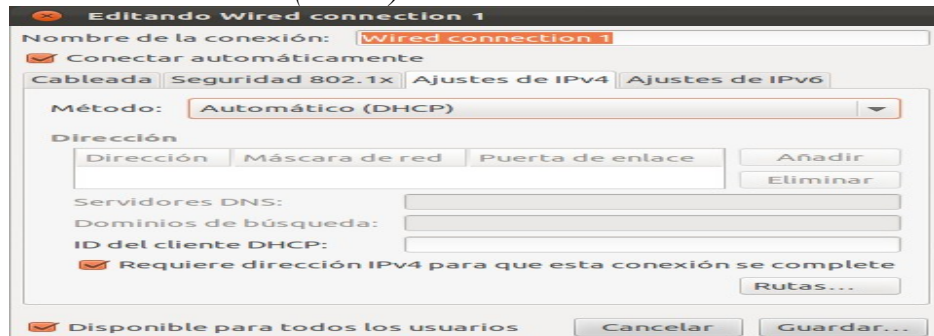 Editando Wired connection 1
Nombre de la conexión: Wired connection 1
Conectar automáticamente
Cableada Seguridad 802.1x Ajustes de IPv4 Ajustes de IPv6
Método: Automático (DHCP)
Dirección
Dirección Máscara de red Puerta de enlace Añadir
Eliminar
Servidores DNS:
Dominios de búsqueda:
ID del cliente DHCP:
Requiere dirección IPv4 para que esta conexión se complete
Rutas...
Disponible para todos los usuarios Cancelar Guardar...